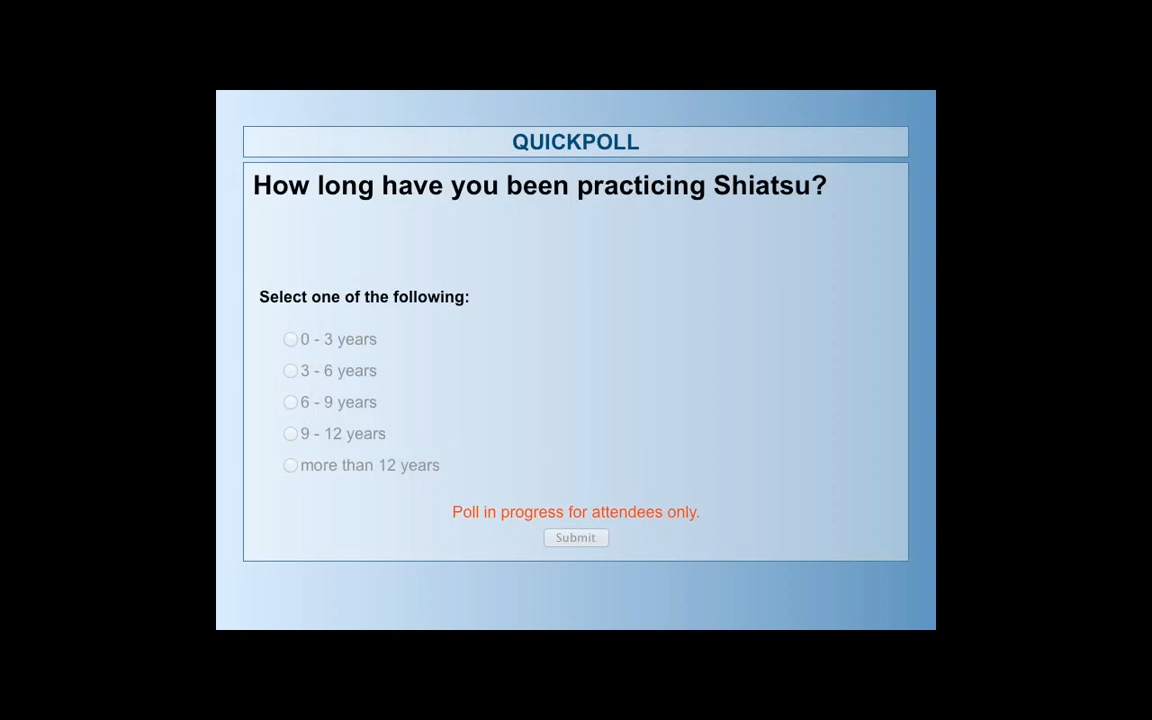 QUICKPOLL
How long have you been practicing Shiatsu?
Select one of the following:
0 - 3 years
3 - 6 years
6 - 9 years
9 - 12 years
more than 12 years
Poll in progress for attendees only.
Submit